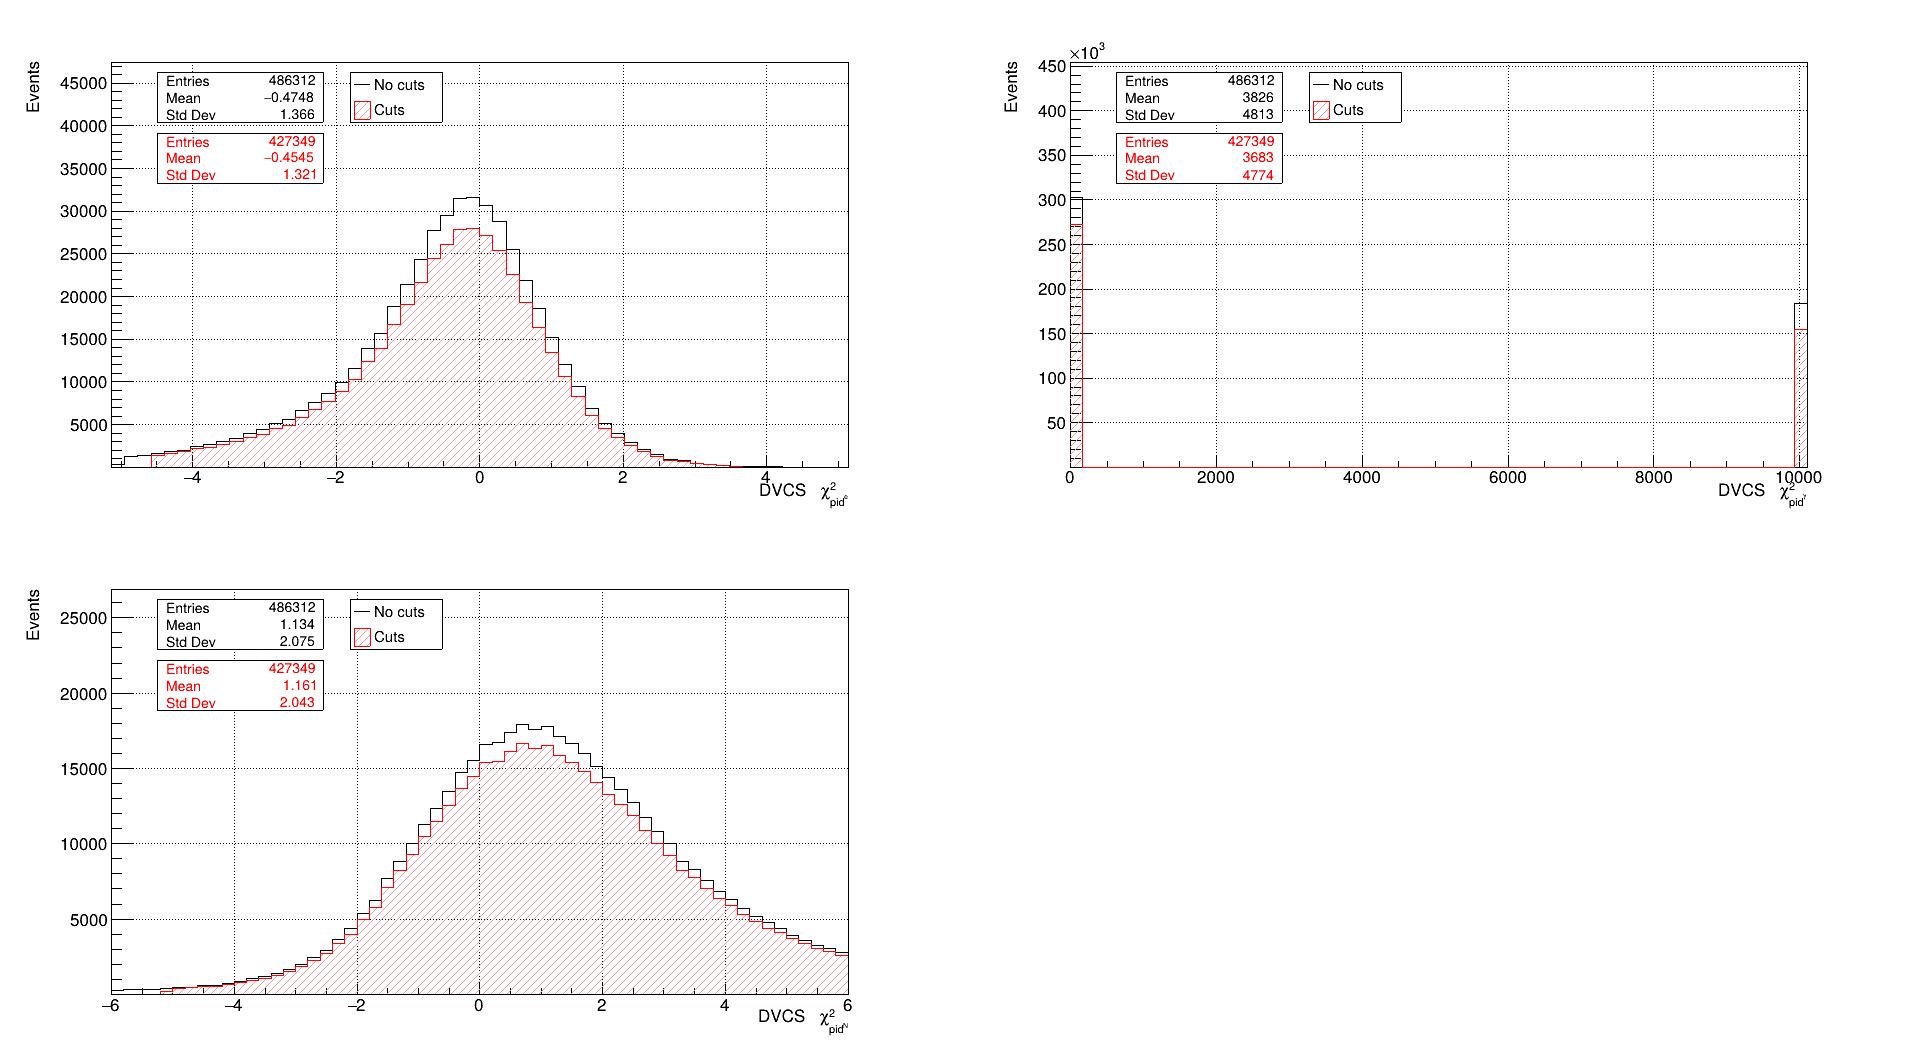 Events
45000
40000
35000
30000
25000
20000
15000
10000
5000
Entries 486312
Mean −0.4748
Std Dev 1.366
Entries 427349
Mean −0.4545
Std Dev 1.321
No cuts
Cuts
−4 −2 0 2 4
DVCS χ²pidᵉ
Events
×10³
450
400
350
300
250
200
150
100
50
Entries 486312
Mean 3826
Std Dev 4813
Entries 427349
Mean 3683
Std Dev 4774
No cuts
Cuts
0 2000 4000 6000 8000 10000
DVCS χ²pidᵞ
Events
25000
20000
15000
10000
5000
Entries 486312
Mean 1.134
Std Dev 2.075
Entries 427349
Mean 1.161
Std Dev 2.043
No cuts
Cuts
−6 −4 −2 0 2 4 6
DVCS χ²pidᴺ